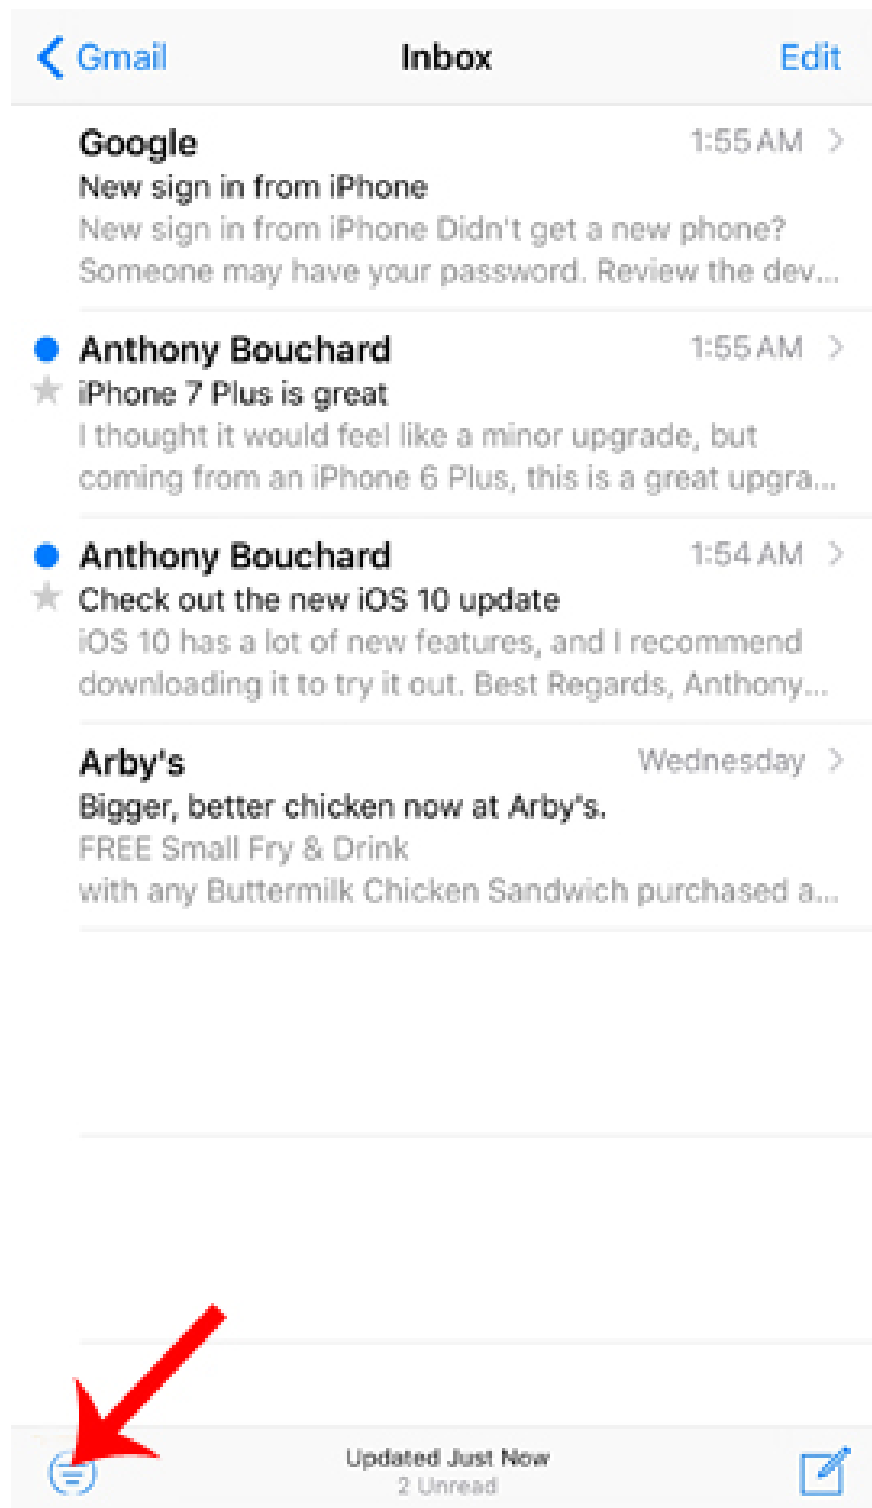 Gmail
Inbox
Edit
Google
1:55 AM
New sign in from iPhone
New sign in from iPhone Didn't get a new phone?
Someone may have your password. Review the dev...
Anthony Bouchard
1:55 AM
iPhone 7 Plus is great
I thought it would feel like a minor upgrade, but
coming from an iPhone 6 Plus, this is a great upgra...
Anthony Bouchard
1:54 AM
Check out the new iOS 10 update
iOS 10 has a lot of new features, and I recommend
downloading it to try it out. Best Regards, Anthony...
Arby's
Wednesday
Bigger, better chicken now at Arby's.
FREE Small Fry & Drink
with any Buttermilk Chicken Sandwich purchased a...
Updated Just Now
2 Unread